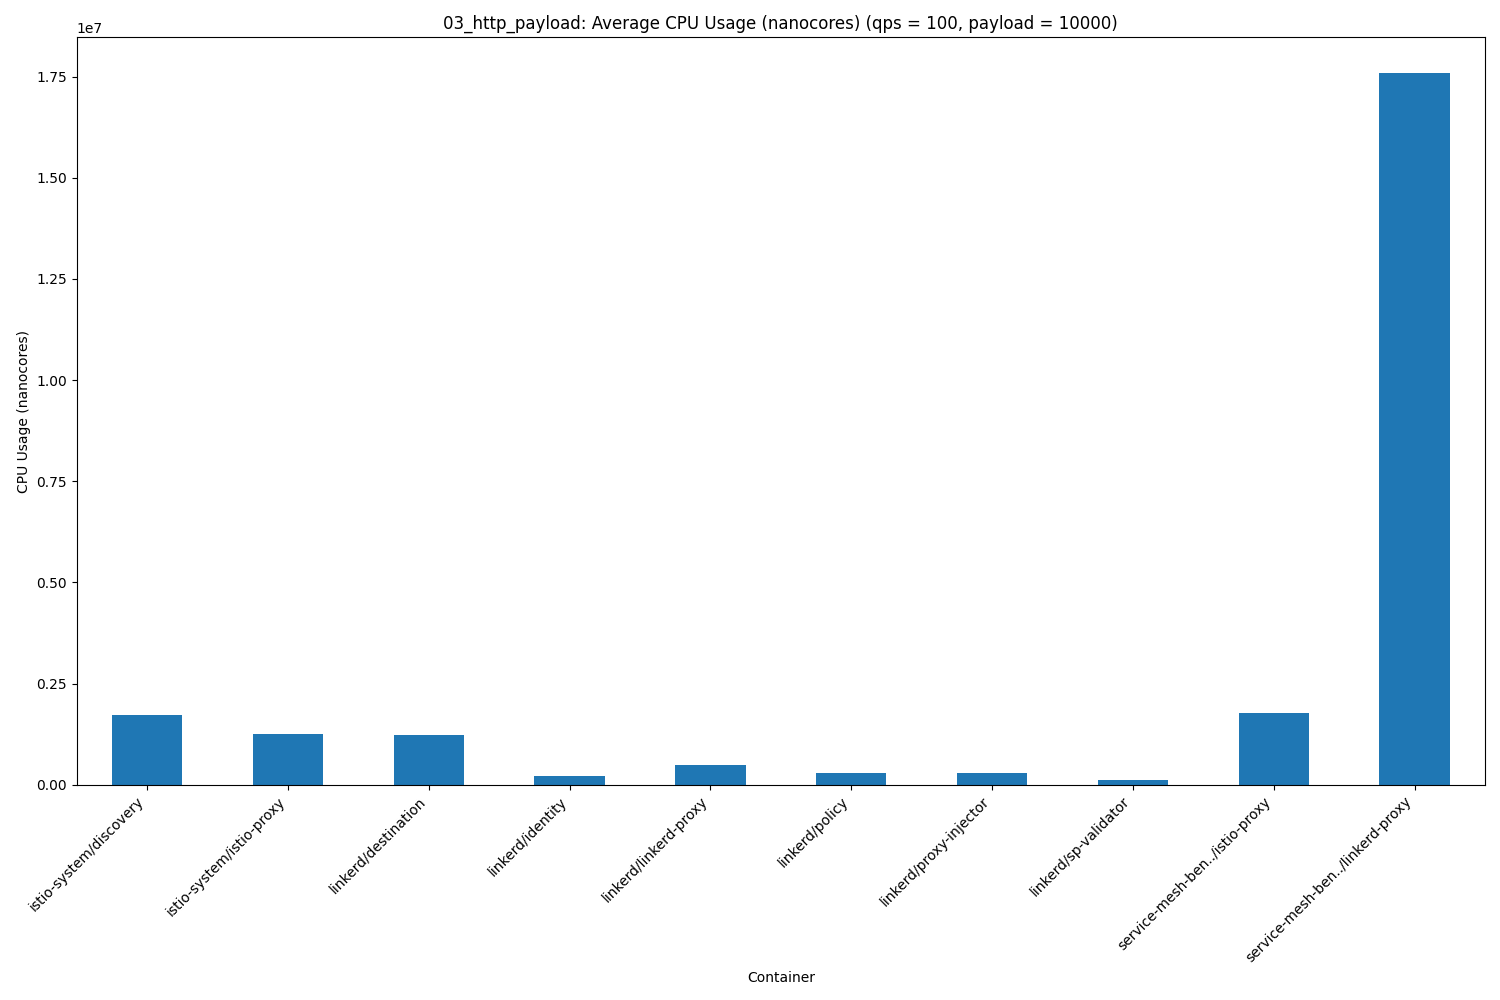 03_http_payload: Average CPU Usage (nanocores) (qps = 100, payload = 10000)
1e7
1.75
1.50
1.25
1.00
0.75
0.50
0.25
0.00
CPU Usage (nanocores)
istio-system/discovery
istio-system/istio-proxy
linkerd/destination
linkerd/identity
linkerd/linkerd-proxy
linkerd/policy
linkerd/proxy-injector
linkerd/sp-validator
service-mesh-ben../istio-proxy
service-mesh-ben../linkerd-proxy
Container